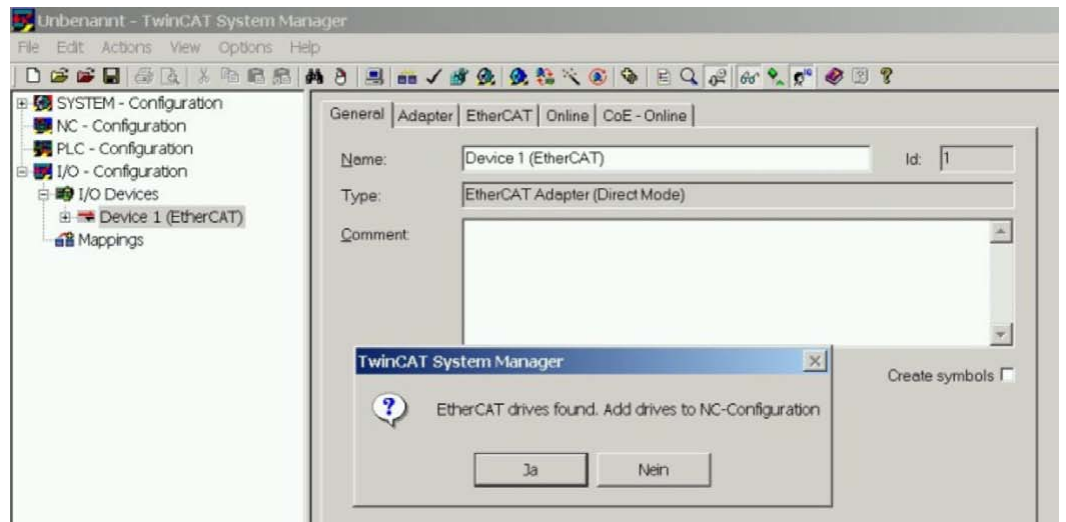 Unbenannt - TwinCAT System Manager
File Edit Actions View Options Help
SYSTEM - Configuration
NC - Configuration
PLC - Configuration
I/O - Configuration
I/O Devices
Device 1 (EtherCAT)
Mappings
General Adapter EtherCAT Online CoE - Online
Name: Device 1 (EtherCAT) Id: 1
Type: EtherCAT Adapter (Direct Mode)
Comment:
TwinCAT System Manager
EtherCAT drives found. Add drives to NC-Configuration
Ja Nein
Create symbols